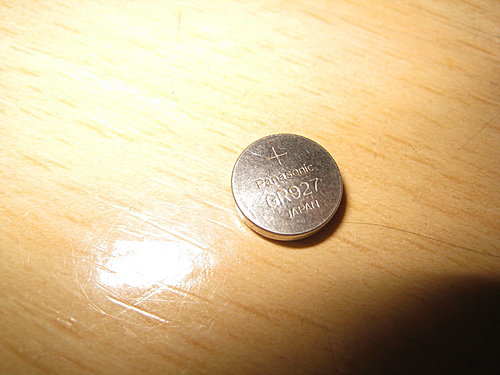 +
Panasonic
CR927
JAPAN